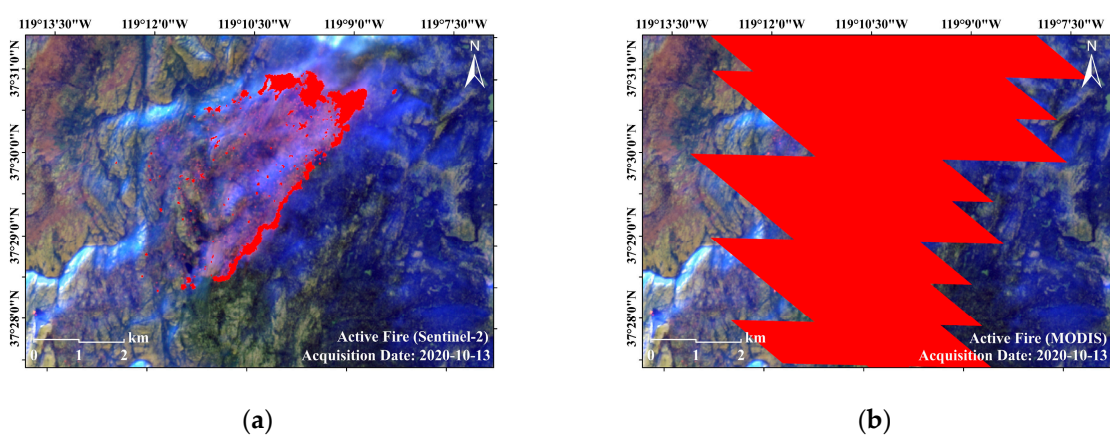 119°13'30"W 119°12'0"W 119°10'30"W 119°9'0"W 119°7'30"W
37°31'0"N
37°30'0"N
37°29'0"N
37°28'0"N
N
km
0 1 2
Active Fire (Sentinel-2)
Acquisition Date: 2020-10-13
(a)
119°13'30"W 119°12'0"W 119°10'30"W 119°9'0"W 119°7'30"W
37°31'0"N
37°30'0"N
37°29'0"N
37°28'0"N
N
km
0 1 2
Active Fire (MODIS)
Acquisition Date: 2020-10-13
(b)